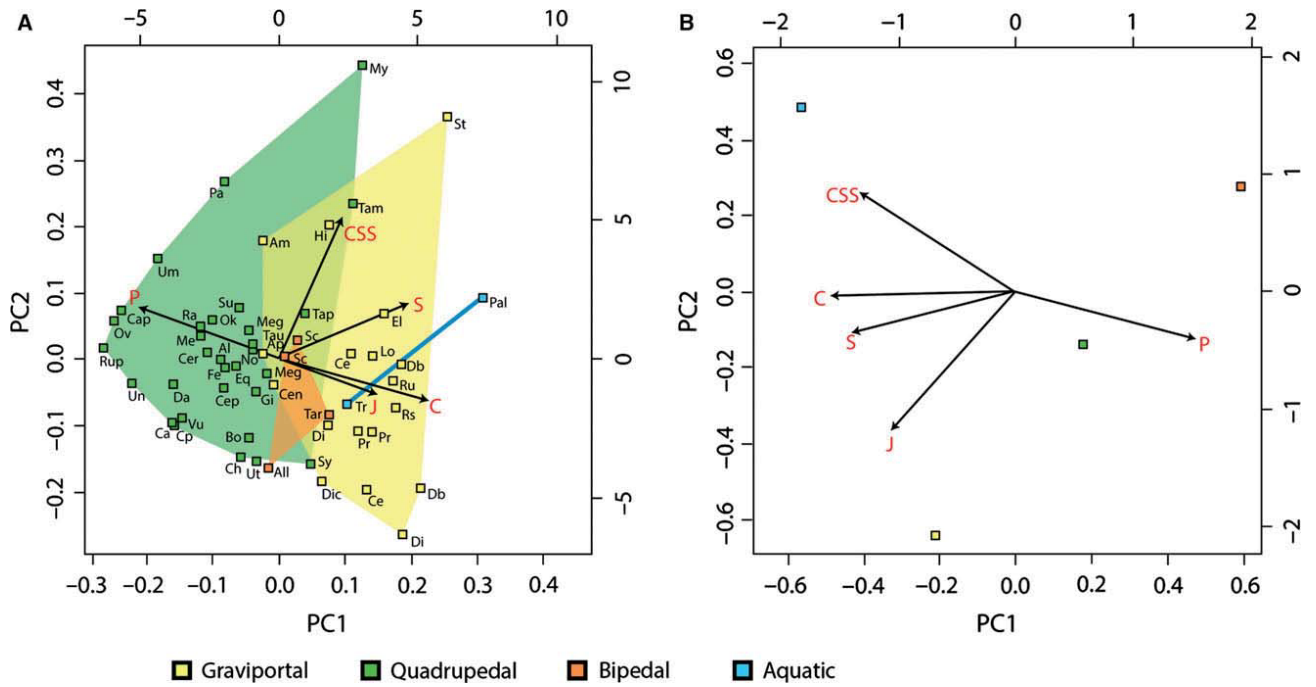 A
−5 0 5 10
PC2
0.4
0.3
0.2
0.1
0.0
−0.1
−0.2
10
5
0
−5
My
St
Pa
Tam
Hi
CSS
Am
Um
P
Cap
Ov
Su
Ra
Ok
Meg
Tap
S
El
Pal
Me
Tau
Sc
Rup
Cer
Al
Ap
Sc
Ce
Lo
No
Db
Fe
Eq
Meg
Ru
Un
Da
Cep
Gi
Cen
Tr
J
C
Rs
Tar
Ca
Cp
Vu
Di
Bo
Pr
Pr
Ch
Ut
All
Sy
Dic
Ce
Db
Di
−0.3 −0.2 −0.1 0.0 0.1 0.2 0.3 0.4
PC1
B
−2 −1 0 1 2
PC2
0.6
0.4
0.2
0.0
−0.2
−0.4
−0.6
2
1
0
−1
−2
CSS
C
S
P
J
−0.6 −0.4 −0.2 0.0 0.2 0.4 0.6
PC1
Graviportal Quadrupedal Bipedal Aquatic